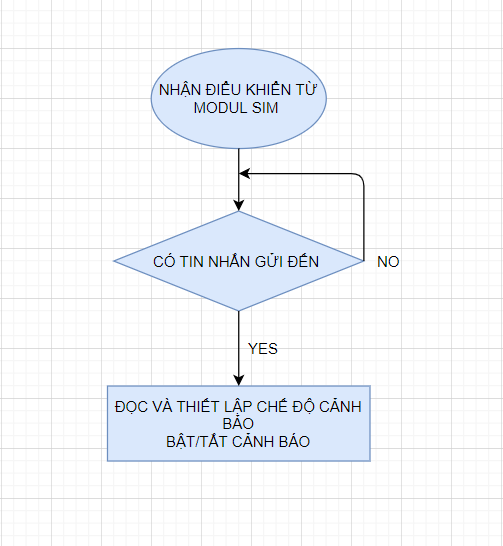 NHẬN ĐIỀU KHIỂN TỪ
MODUL SIM
CÓ TIN NHẮN GỬI ĐẾN
NO
YES
ĐỌC VÀ THIẾT LẬP CHẾ ĐỘ CẢNH
BÁO
BẬT/TẮT CẢNH BÁO